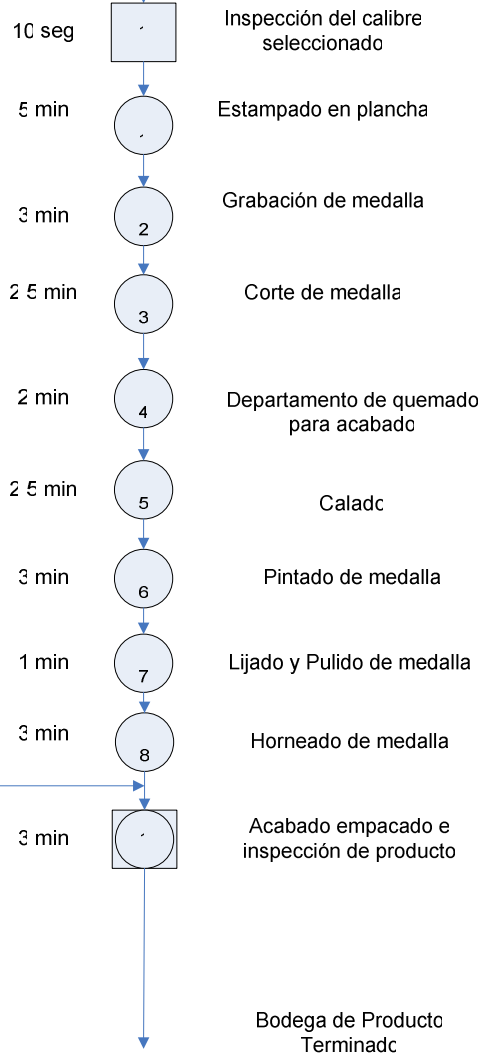 10 seg
Inspección del calibre
seleccionado
5 min
Estampado en plancha
3 min
2
Grabación de medalla
2 5 min
3
Corte de medalla
2 min
4
Departamento de quemado
para acabado
2 5 min
5
Calado
3 min
6
Pintado de medalla
1 min
7
Lijado y Pulido de medalla
3 min
8
Horneado de medalla
3 min
Acabado empacado e
inspección de producto
Bodega de Producto
Terminado